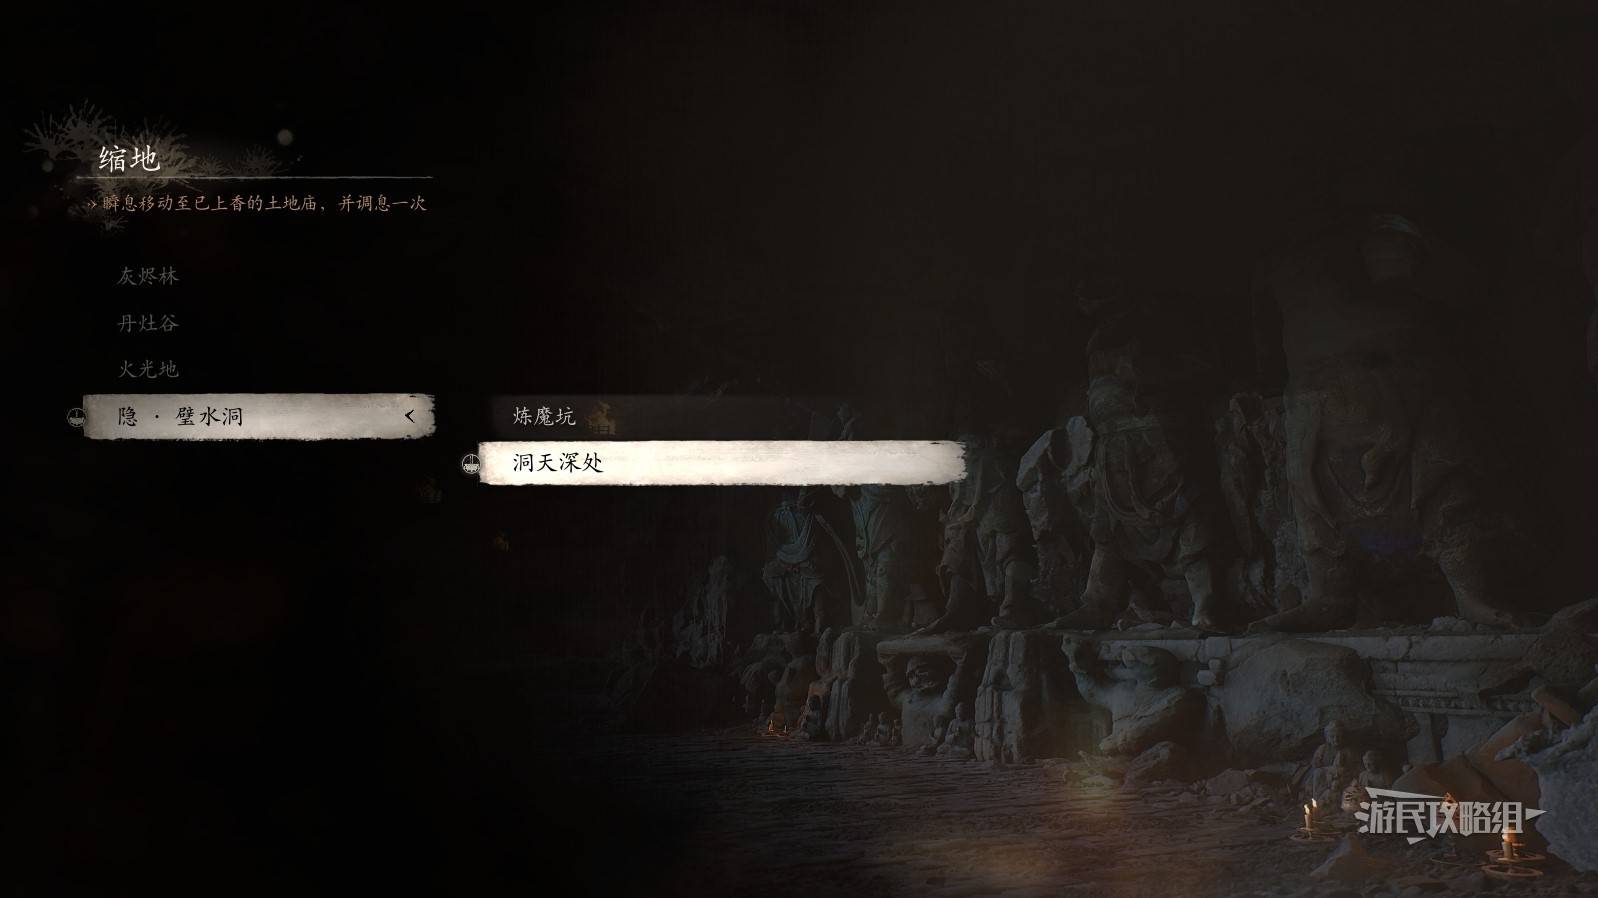 缩地
瞬息移动至已上香的土地庙，并调息一次
灰烬林
丹灶谷
火光地
隐 · 璧水洞
炼魔坑
洞天深处
游民攻略组